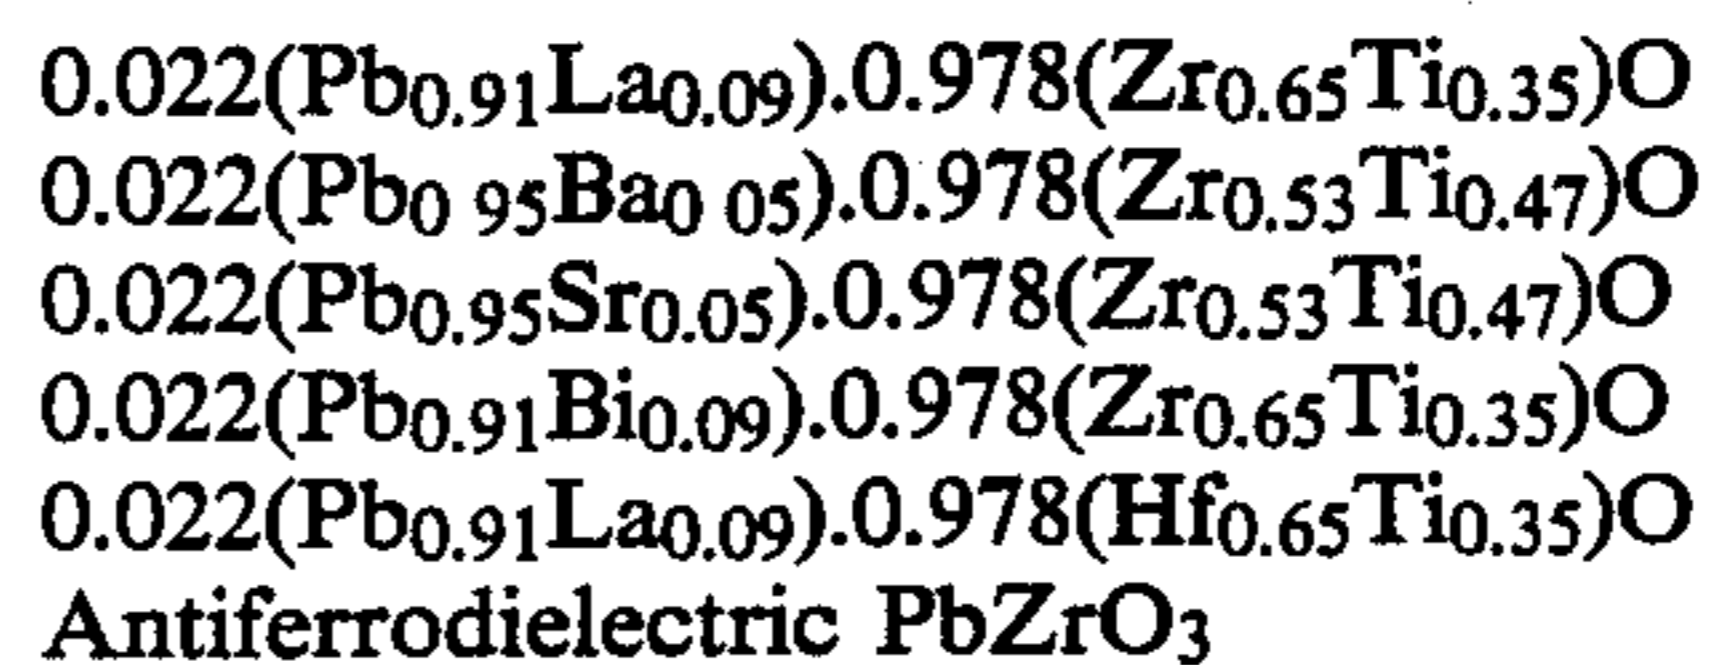 0.022(Pb0.91La0.09).0.978(Zr0.65Ti0.35)O
0.022(Pb0 95Ba0 05).0.978(Zr0.53Ti0.47)O
0.022(Pb0.95Sr0.05).0.978(Zr0.53Ti0.47)O
0.022(Pb0.91Bi0.09).0.978(Zr0.65Ti0.35)O
0.022(Pb0.91La0.09).0.978(Hf0.65Ti0.35)O
Antiferrodielectric PbZrO3